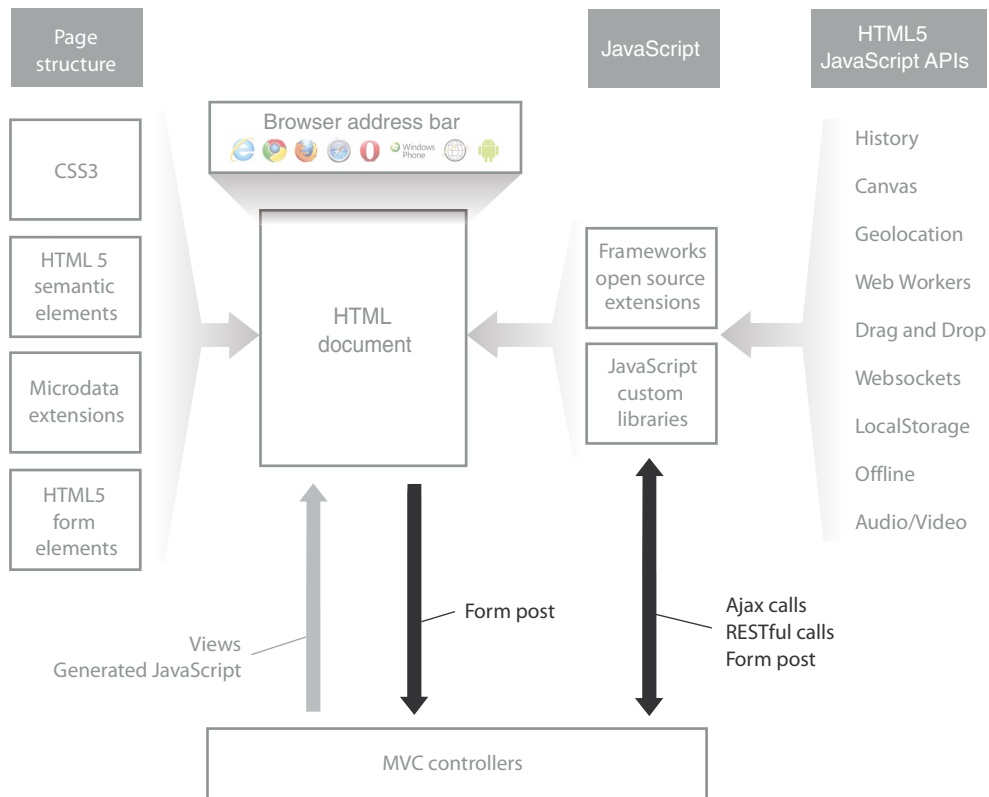 Page
structure
JavaScript
HTML5
JavaScript APIs
Browser address bar
Windows
Phone
CSS3
HTML 5
semantic
elements
Microdata
extensions
HTML5
form
elements
HTML
document
Frameworks
open source
extensions
JavaScript
custom
libraries
History
Canvas
Geolocation
Web Workers
Drag and Drop
Websockets
LocalStorage
Offline
Audio/Video
Views
Generated JavaScript
Form post
Ajax calls
RESTful calls
Form post
MVC controllers